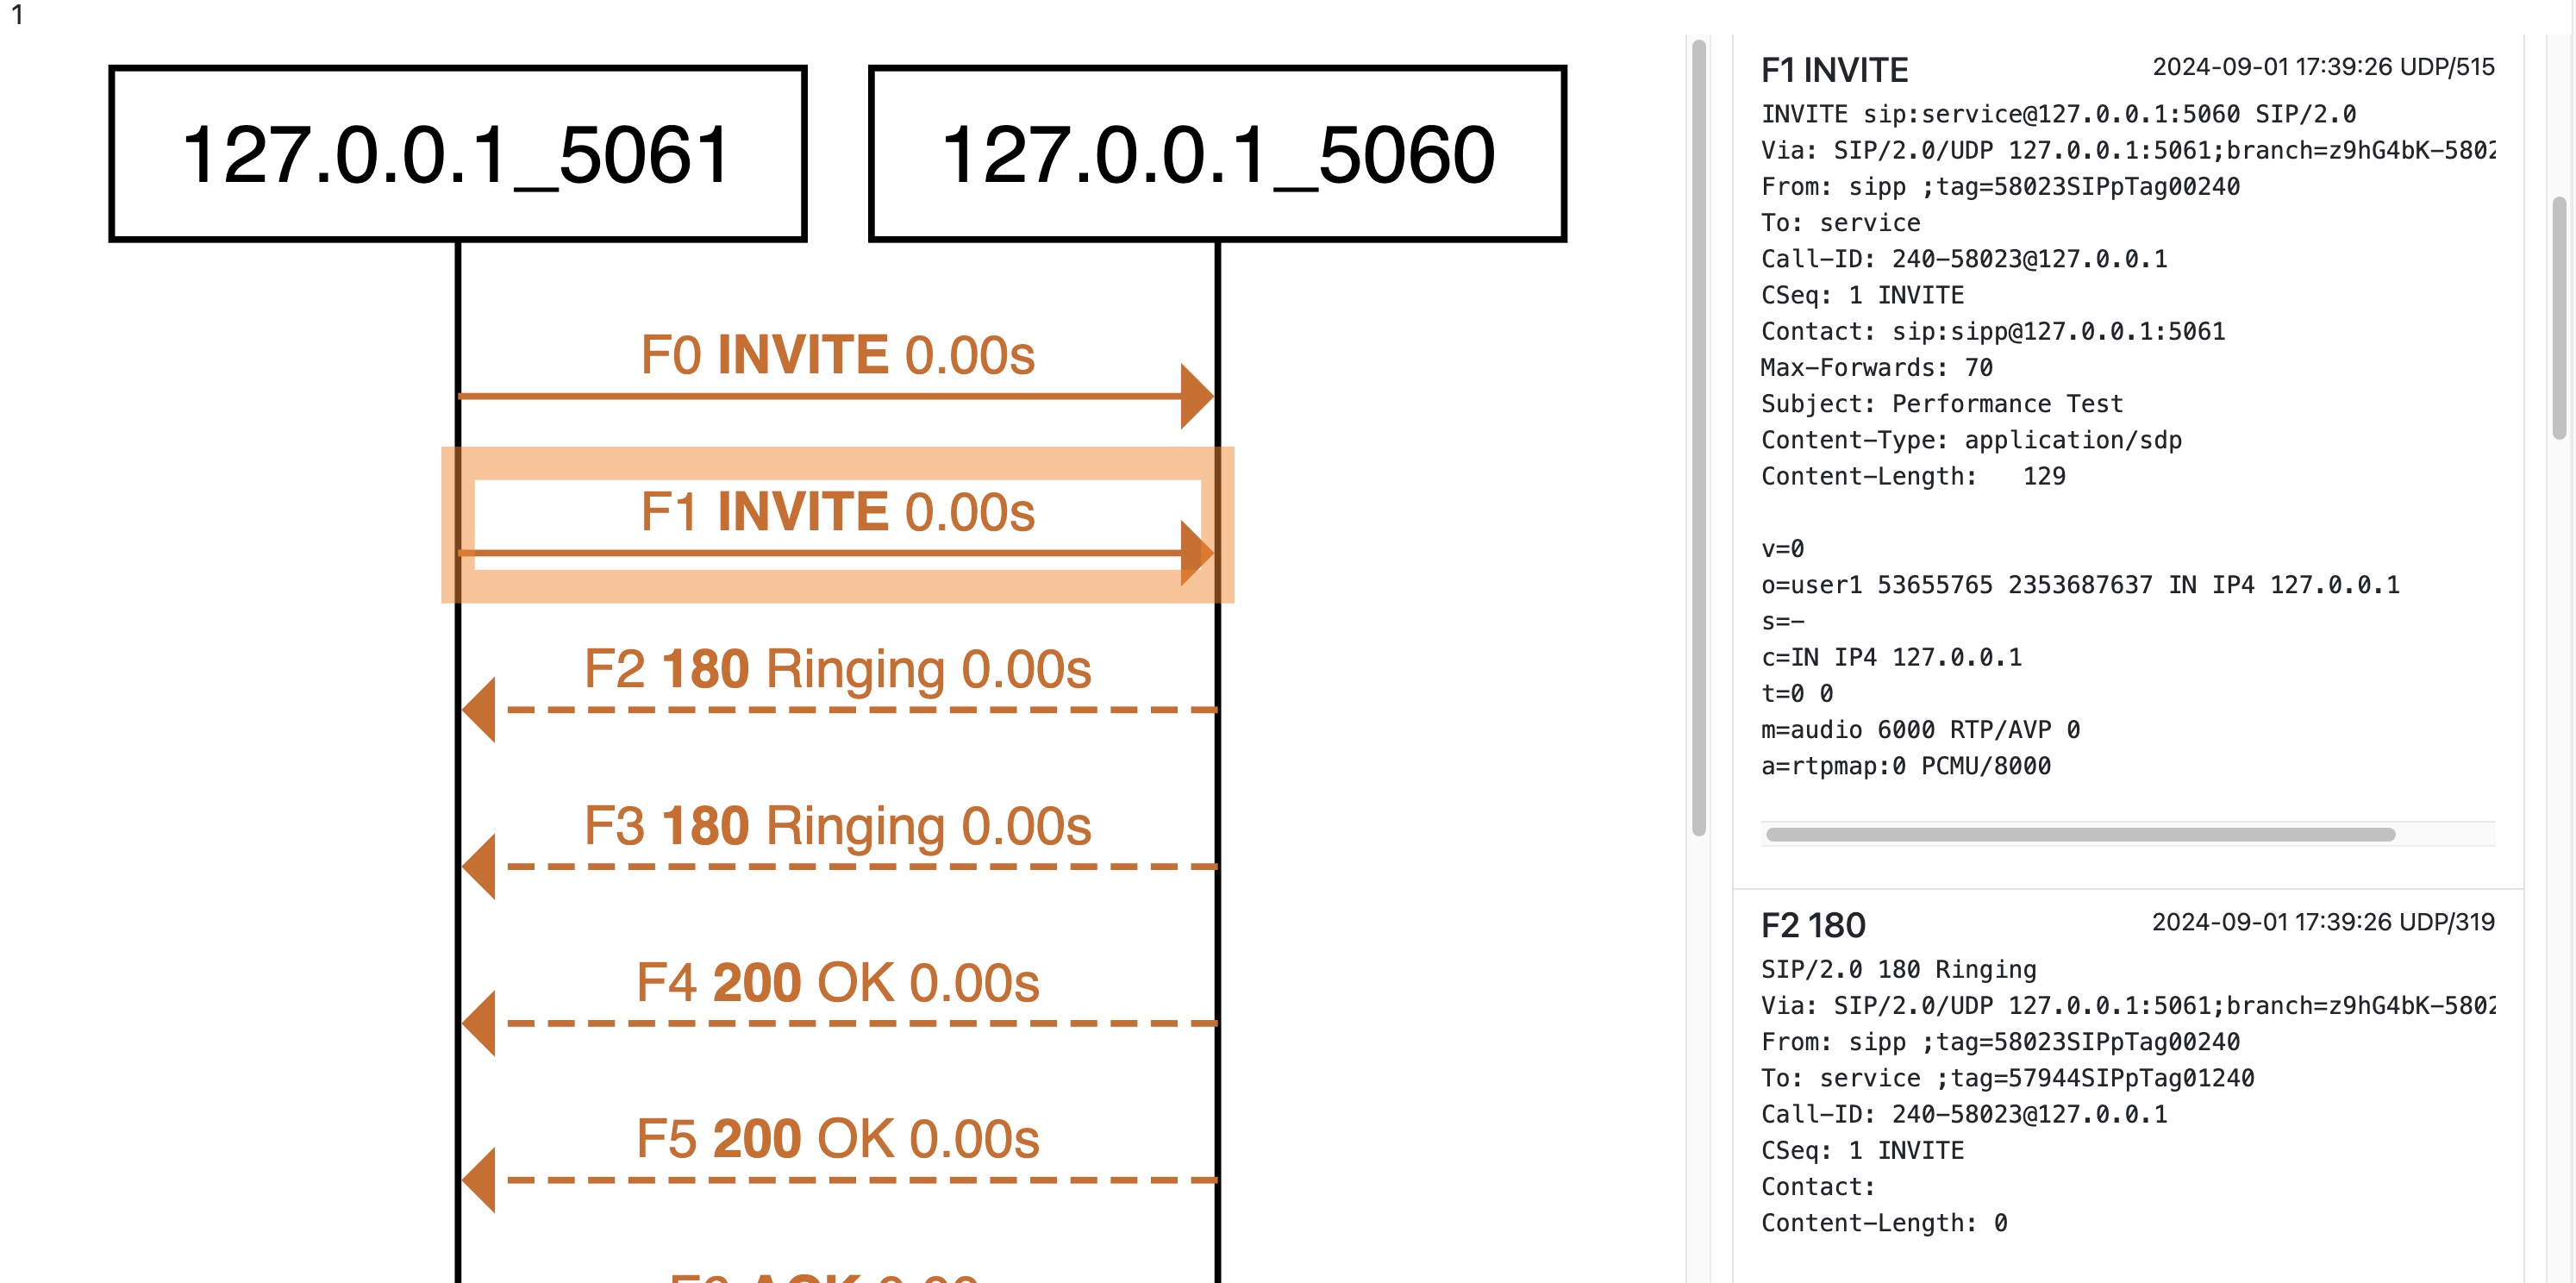 1
127.0.0.1_5061
127.0.0.1_5060
F0 INVITE 0.00s
F1 INVITE 0.00s
F2 180 Ringing 0.00s
F3 180 Ringing 0.00s
F4 200 OK 0.00s
F5 200 OK 0.00s
F1 INVITE 2024-09-01 17:39:26 UDP/515
INVITE sip:service@127.0.0.1:5060 SIP/2.0
Via: SIP/2.0/UDP 127.0.0.1:5061;branch=z9hG4bK-5802
From: sipp ;tag=58023SIPpTag00240
To: service
Call-ID: 240-58023@127.0.0.1
CSeq: 1 INVITE
Contact: sip:sipp@127.0.0.1:5061
Max-Forwards: 70
Subject: Performance Test
Content-Type: application/sdp
Content-Length:   129
v=0
o=user1 53655765 2353687637 IN IP4 127.0.0.1
s=-
c=IN IP4 127.0.0.1
t=0 0
m=audio 6000 RTP/AVP 0
a=rtpmap:0 PCMU/8000
F2 180 2024-09-01 17:39:26 UDP/319
SIP/2.0 180 Ringing
Via: SIP/2.0/UDP 127.0.0.1:5061;branch=z9hG4bK-5802
From: sipp ;tag=58023SIPpTag00240
To: service ;tag=57944SIPpTag01240
Call-ID: 240-58023@127.0.0.1
CSeq: 1 INVITE
Contact:
Content-Length: 0